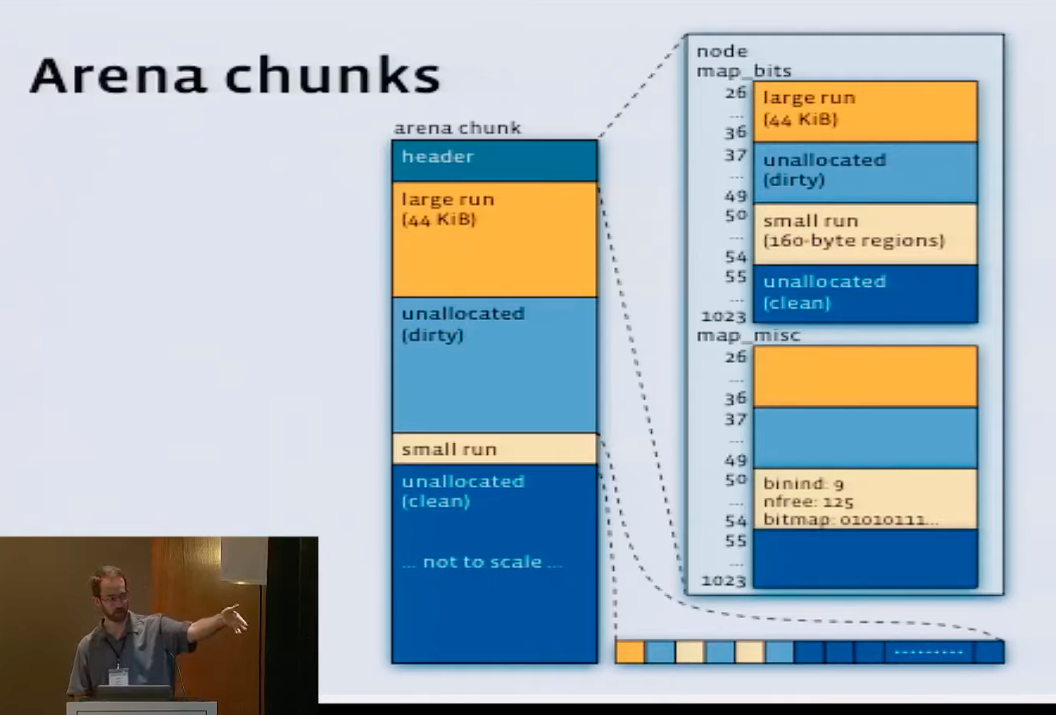 Arena chunks
arena chunk
header
large run
(44 KiB)
unallocated
(dirty)
small run
unallocated
(clean)
... not to scale ...
node
map_bits
26
...
36
large run
(44 KiB)
37
...
49
unallocated
(dirty)
50
...
54
small run
(160-byte regions)
55
...
1023
unallocated
(clean)
map_misc
26
...
36
37
...
49
50
...
54
binind: 9
nfree: 125
bitmap: 01010111...
55
...
1023
.........